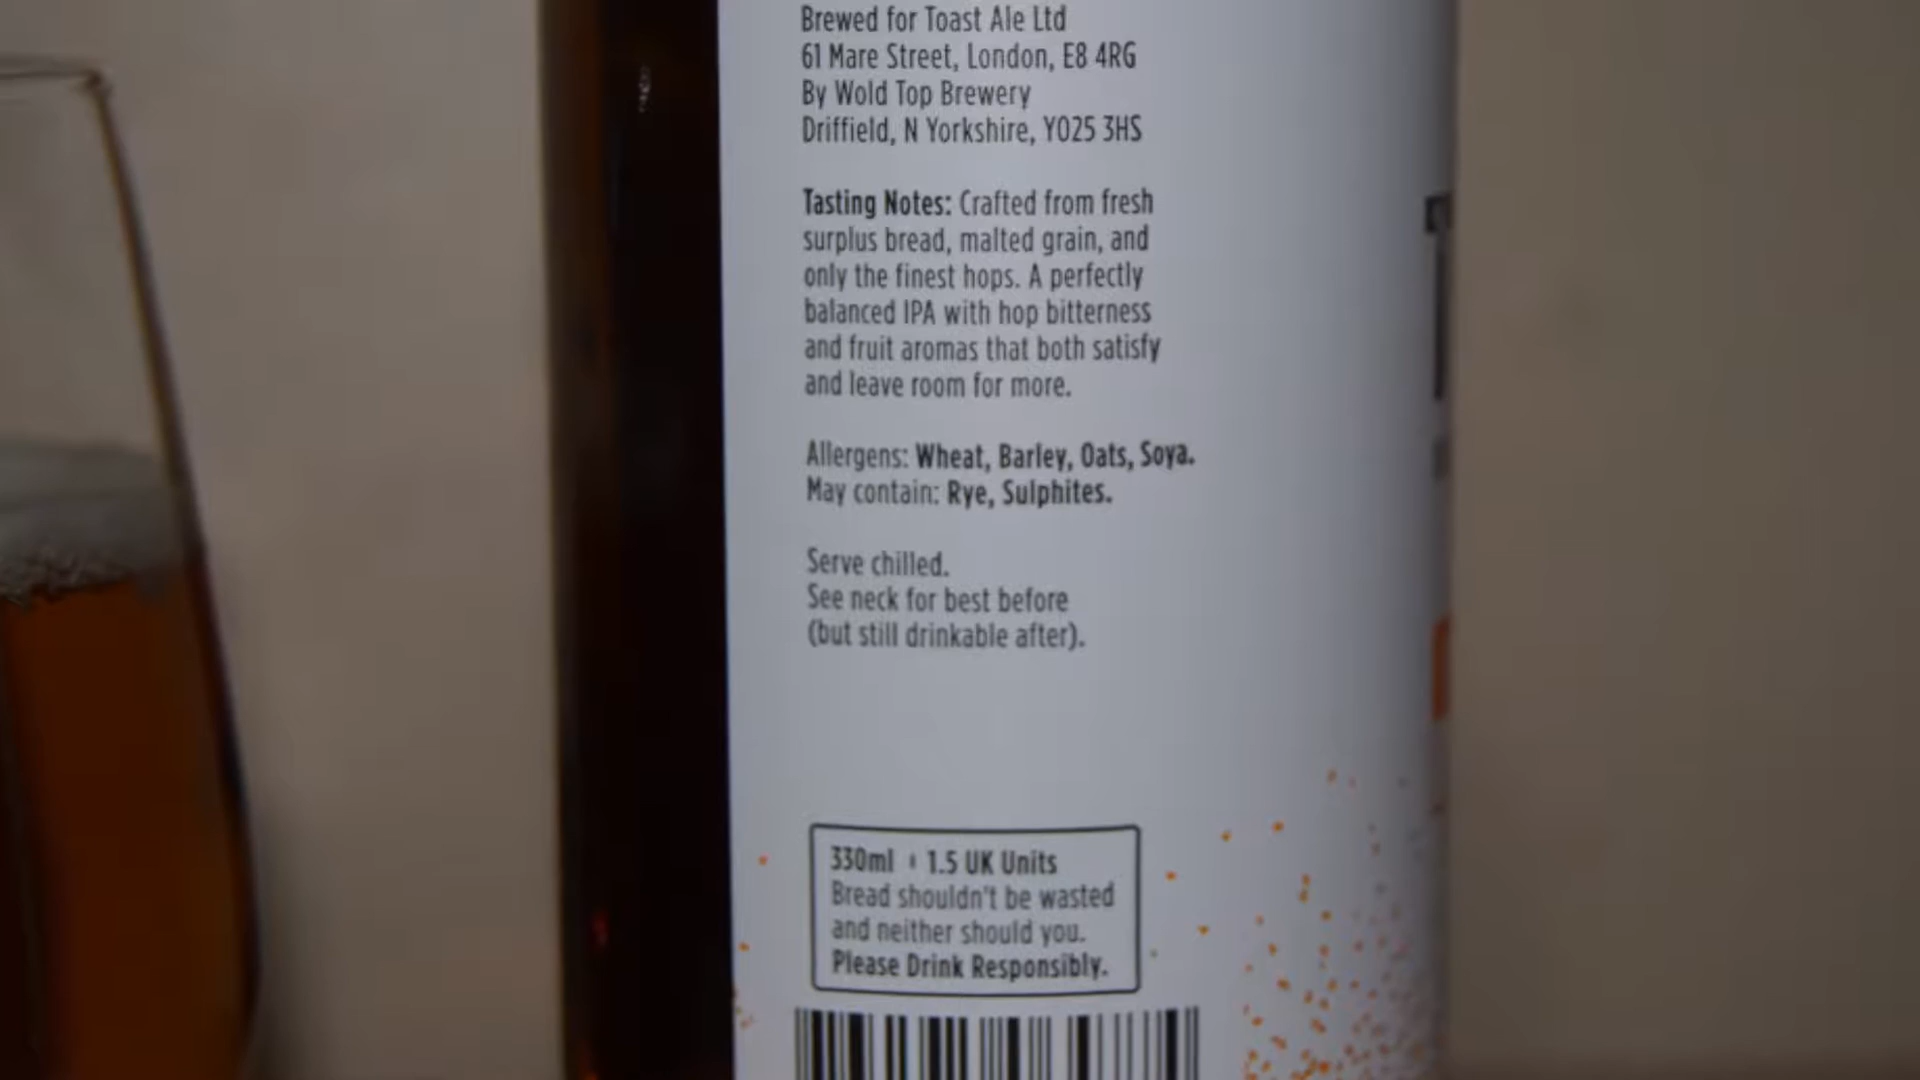 Brewed for Toast Ale Ltd
61 Mare Street, London, E8 4RG
By Wold Top Brewery
Driffield, N Yorkshire, YO25 3HS
Tasting Notes: Crafted from fresh
surplus bread, malted grain, and
only the finest hops. A perfectly
balanced IPA with hop bitterness
and fruit aromas that both satisfy
and leave room for more.
Allergens: Wheat, Barley, Oats, Soya.
May contain: Rye, Sulphites.
Serve chilled.
See neck for best before
(but still drinkable after).
330ml 1.5 UK Units
Bread shouldn't be wasted
and neither should you.
Please Drink Responsibly.